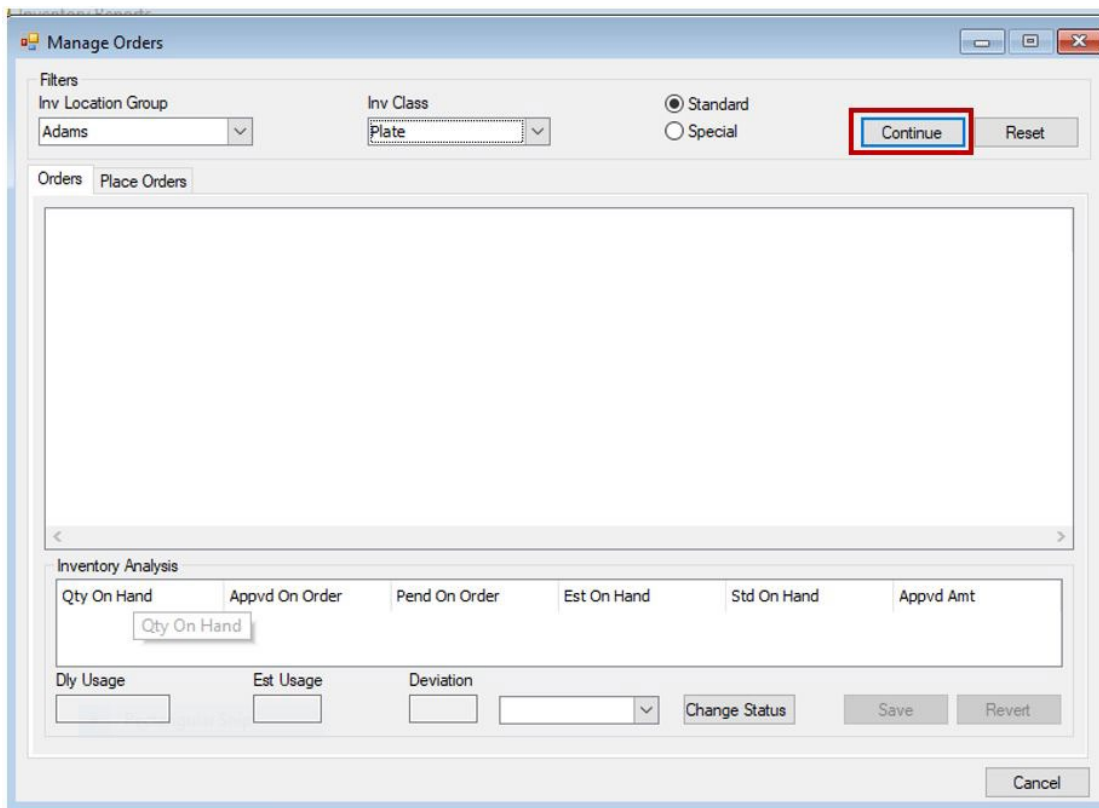 Inventory Reports
Manage Orders
Filters
Inv Location Group
Inv Class
Standard
Adams
Plate
Special
Continue
Reset
Orders
Place Orders
Inventory Analysis
Qty On Hand
Appvd On Order
Pend On Order
Est On Hand
Std On Hand
Appvd Amt
Qty On Hand
Dly Usage
Est Usage
Deviation
Change Status
Save
Revert
Cancel